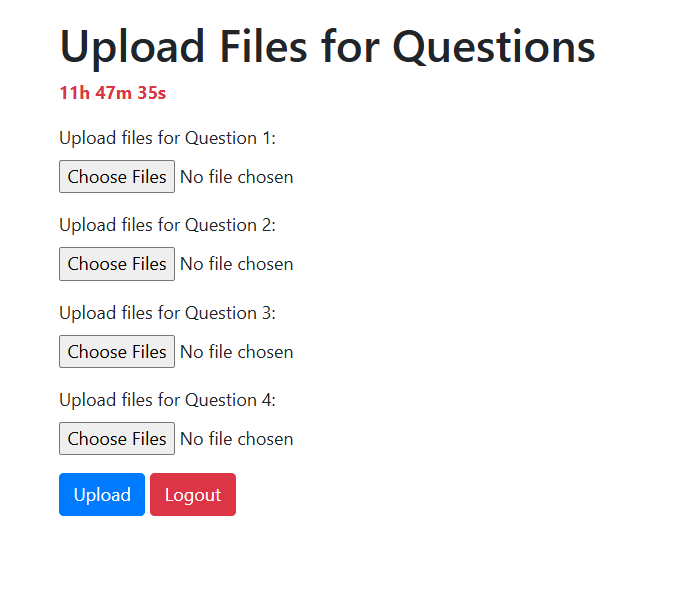 Upload Files for Questions
11h 47m 35s
Upload files for Question 1:
Choose Files No file chosen
Upload files for Question 2:
Choose Files No file chosen
Upload files for Question 3:
Choose Files No file chosen
Upload files for Question 4:
Choose Files No file chosen
Upload Logout